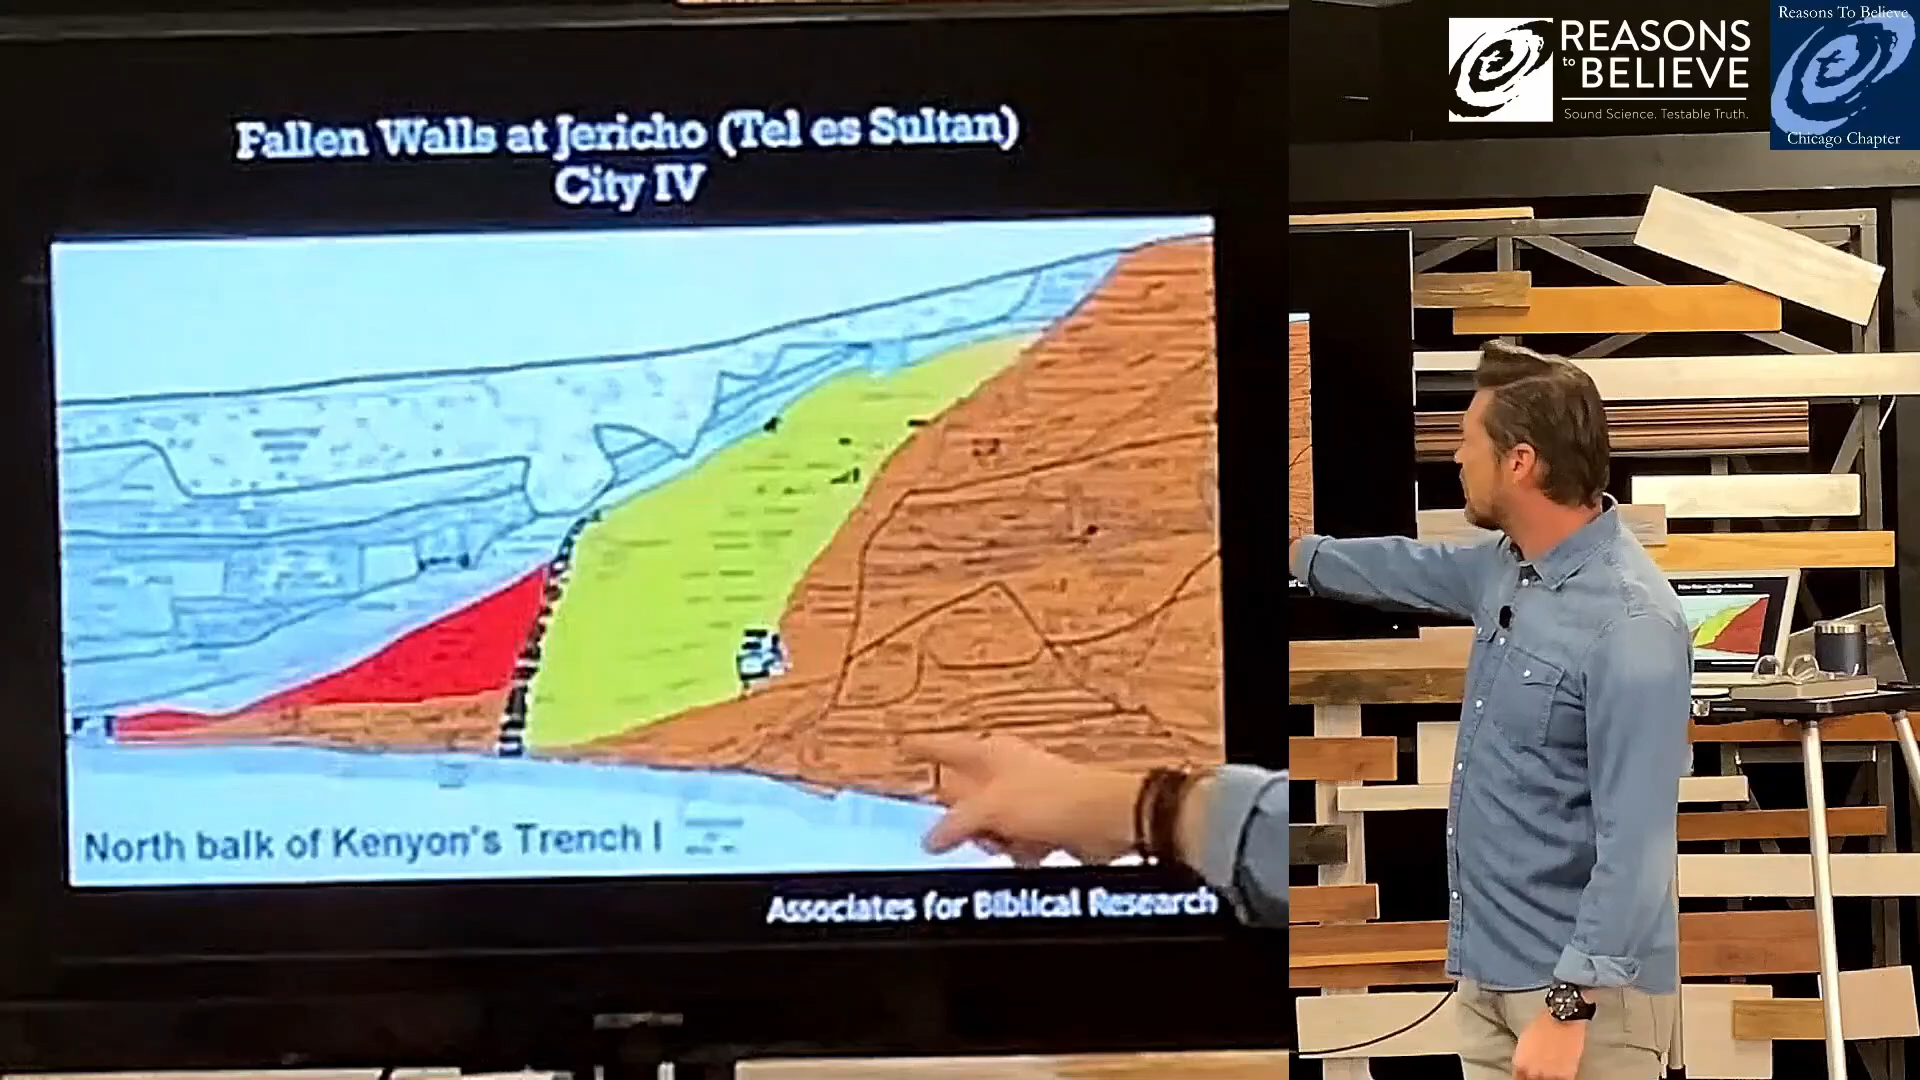 Fallen Walls at Jericho (Tel es Sultan)
City IV
North balk of Kenyon's Trench I
Associates for Biblical Research
REASONS
to BELIEVE
Sound Science. Testable Truth.
Reasons To Believe
Chicago Chapter